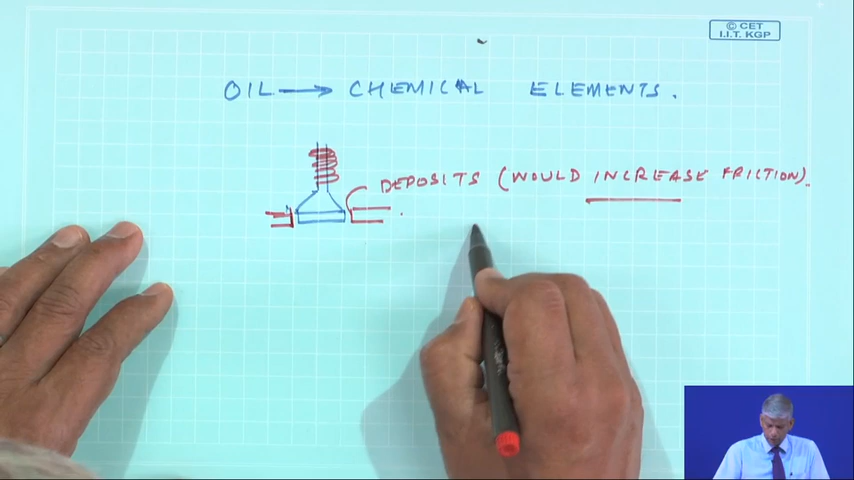 © CET
I.I.T. KGP
OIL → CHEMICAL ELEMENTS.
DEPOSITS (WOULD INCREASE FRICTION).